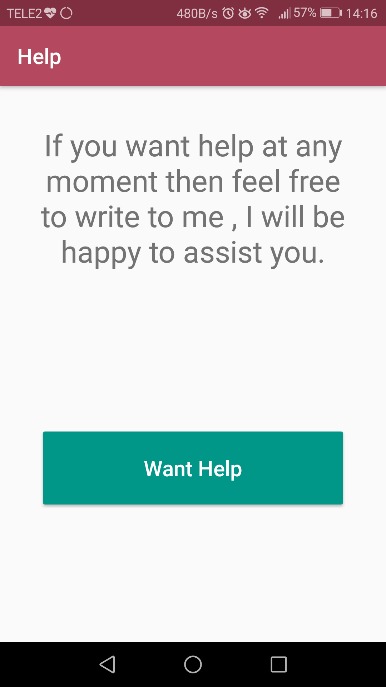 TELE2 480B/s 57% 14:16
Help
If you want help at any
moment then feel free
to write to me , I will be
happy to assist you.
Want Help